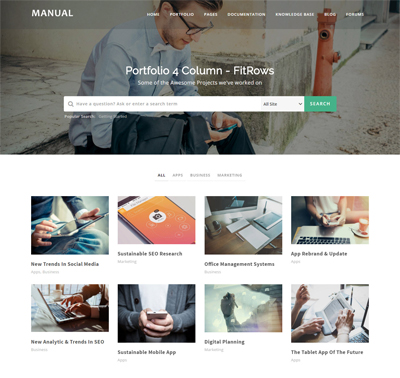 MANUAL
HOME PORTFOLIO PAGES DOCUMENTATION KNOWLEDGE BASE BLOG FORUMS
Portfolio 4 Column - FitRows
Some of the Awesome Projects we've worked on
Have a question? Ask or enter a search term All Site SEARCH
Popular Search: Getting Started
ALL APPS BUSINESS MARKETING
New Trends In Social Media
Apps, Business
Sustainable SEO Research
Marketing
Office Management Systems
Business
App Rebrand & Update
Apps
New Analytic & Trends In SEO
Business
Sustainable Mobile App
Apps
Digital Planning
Marketing
The Tablet App Of The Future
Apps